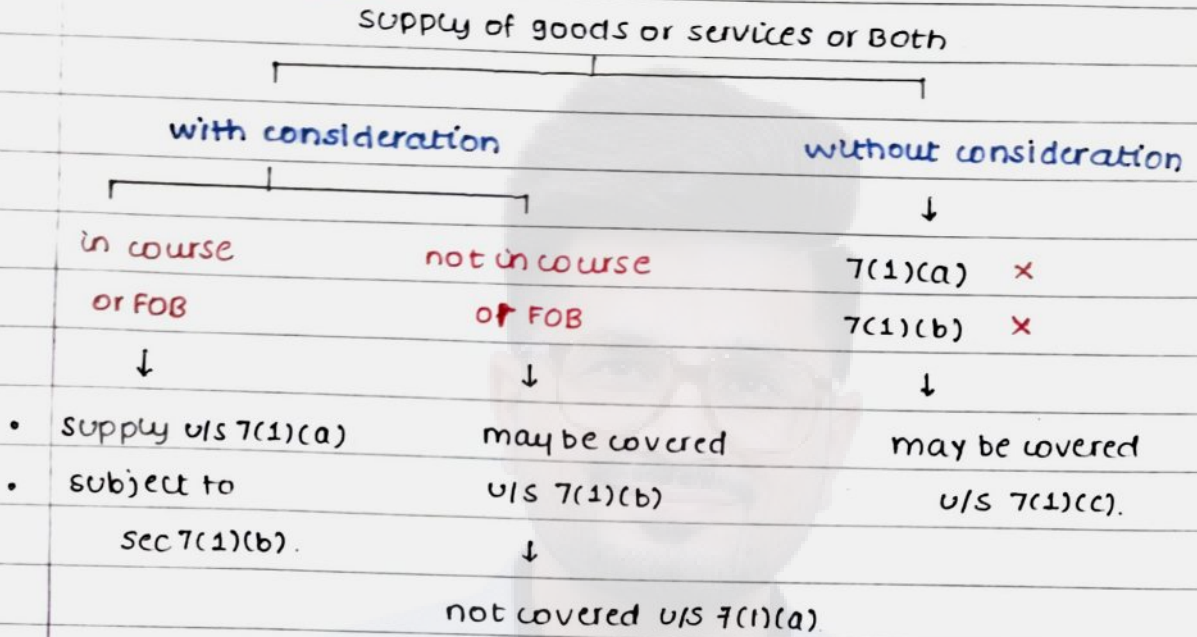 supply of goods or services or Both
with consideration without consideration
↓
in course not in course 7(1)(a) ×
or FOB or FOB 7(1)(b) ×
↓ ↓ ↓
• supply u/s 7(1)(a) may be covered may be covered
• subject to u/s 7(1)(b) u/s 7(1)(c).
sec 7(1)(b). ↓
not covered u/s 7(1)(a)